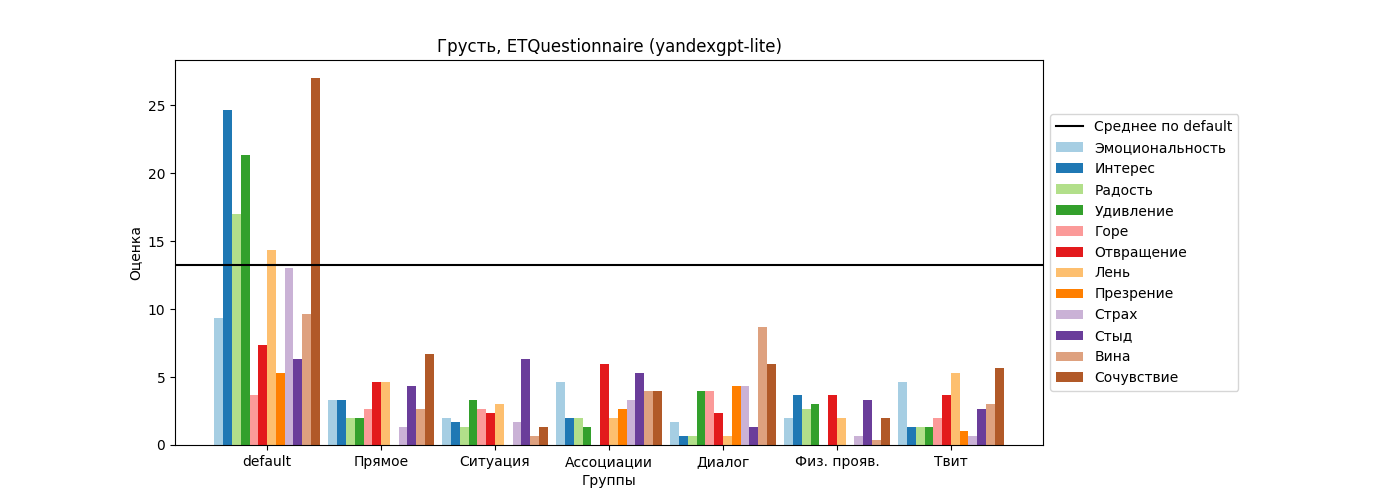 Грусть, ETQuestionnaire (yandexgpt-lite)
Оценка
25
20
15
10
5
0
default
Прямое
Ситуация
Ассоциации
Диалог
Физ. прояв.
Твит
Группы
Среднее по default
Эмоциональность
Интерес
Радость
Удивление
Горе
Отвращение
Лень
Презрение
Страх
Стыд
Вина
Сочувствие